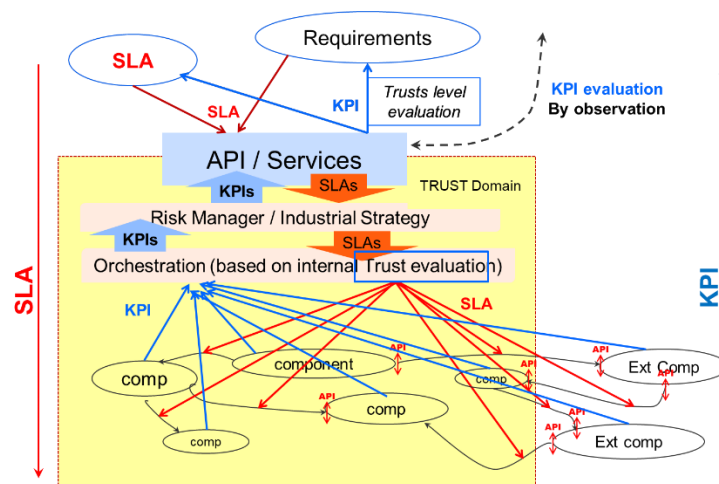 Requirements
SLA
Trusts level
evaluation
KPI
SLA
KPI evaluation
By observation
API / Services
TRUST Domain
KPIs
SLAs
Risk Manager / Industrial Strategy
KPIs
SLAs
Orchestration (based on internal Trust evaluation)
SLA
KPI
KPI
SLA
API
API
component
Ext Comp
API
API
comp
comp
comp
API
API
API
comp
Ext comp